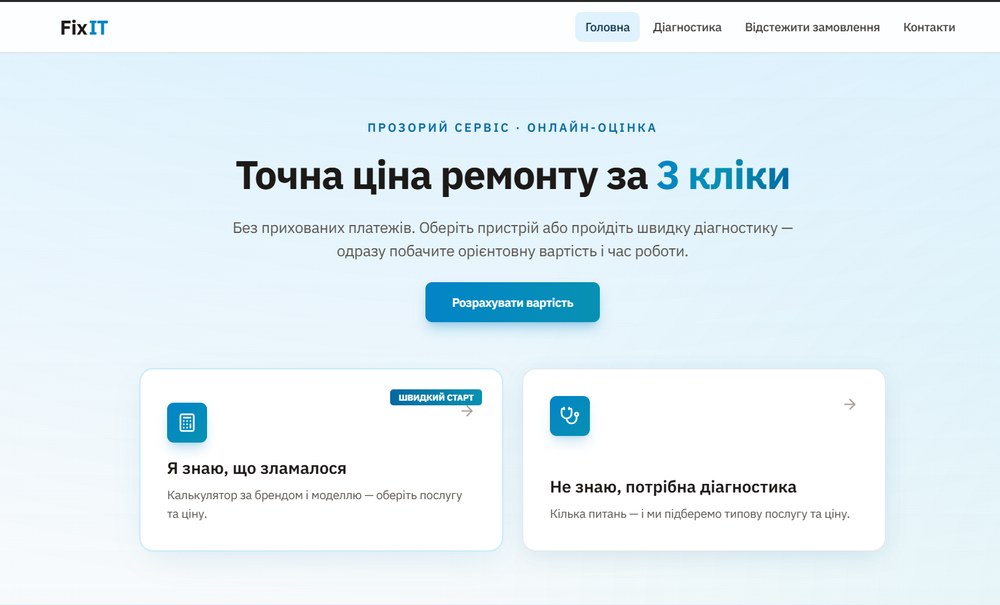 FixIT
Головна
Діагностика
Відстежити замовлення
Контакти
ПРОЗОРИЙ СЕРВІС · ОНЛАЙН-ОЦІНКА
Точна ціна ремонту за 3 кліки
Без прихованих платежів. Оберіть пристрій або пройдіть швидку діагностику —
одразу побачите орієнтовну вартість і час роботи.
Розрахувати вартість
ШВИДКИЙ СТАРТ
Я знаю, що зламалося
Калькулятор за брендом і моделлю — оберіть послугу
та ціну.
Не знаю, потрібна діагностика
Кілька питань — і ми підберемо типову послугу та ціну.